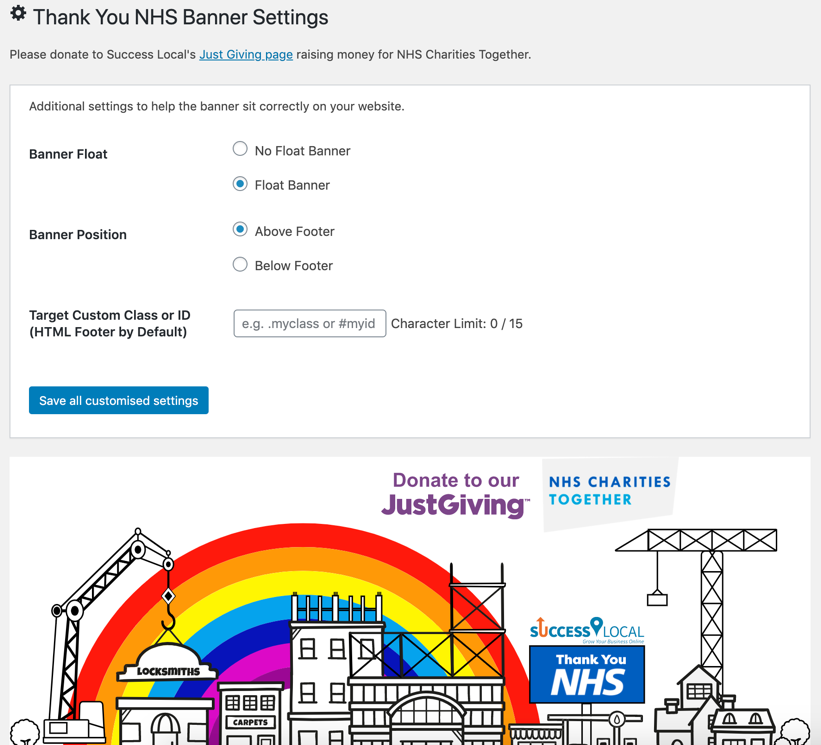 Thank You NHS Banner Settings
Please donate to Success Local's Just Giving page raising money for NHS Charities Together.
Additional settings to help the banner sit correctly on your website.
Banner Float
No Float Banner
Float Banner
Banner Position
Above Footer
Below Footer
Target Custom Class or ID
(HTML Footer by Default)
e.g. .myclass or #myid
Character Limit: 0 / 15
Save all customised settings
Donate to our
JustGiving™
NHS CHARITIES
TOGETHER
SUCCESS LOCAL
Grow Your Business Online
Thank You
NHS
LOCKSMITHS
CARPETS